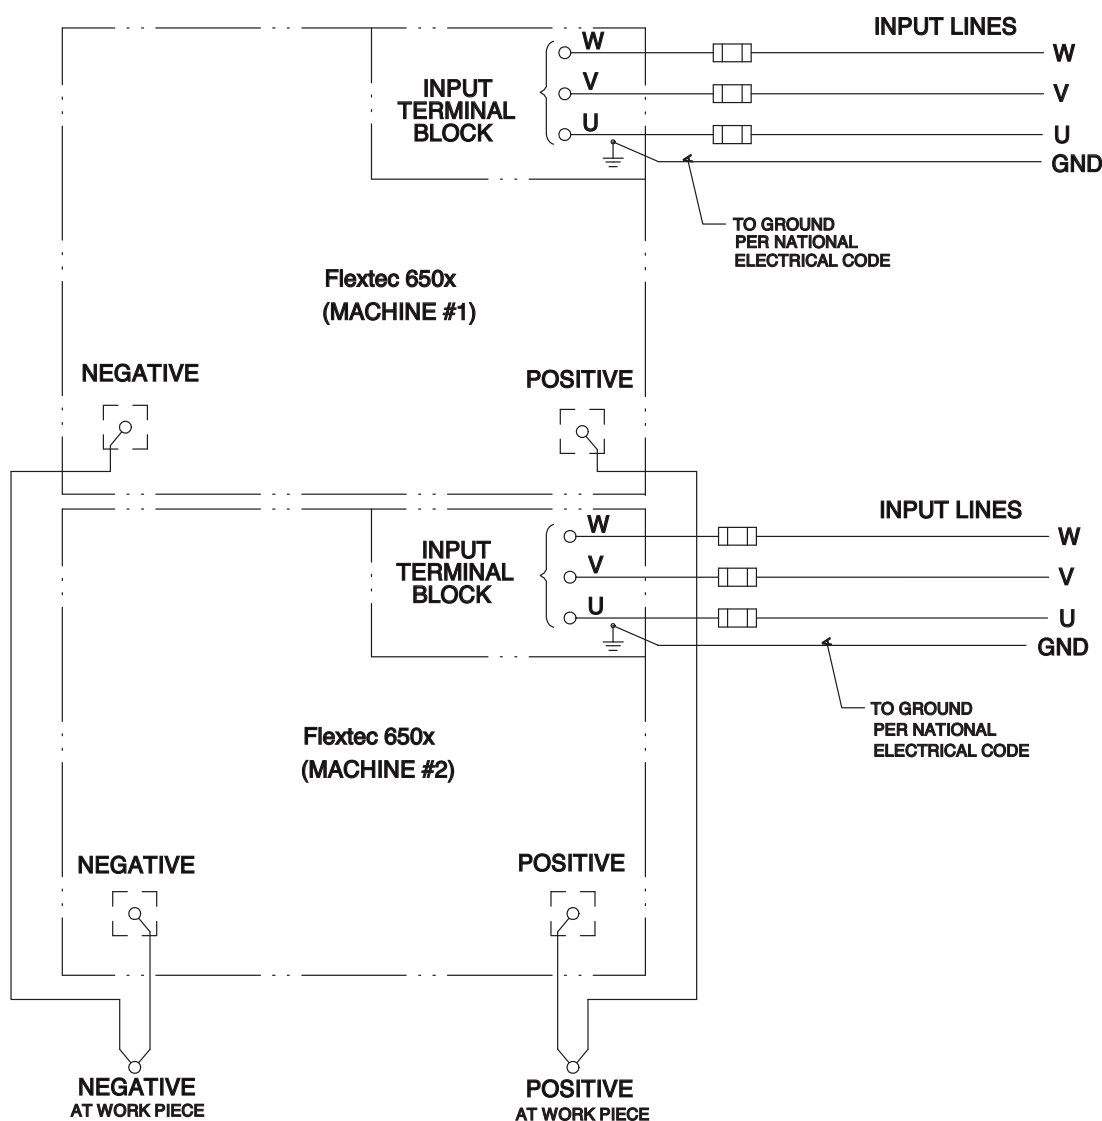 INPUT LINES
W
W
INPUT
TERMINAL
BLOCK
V
V
U
U
GND
TO GROUND
PER NATIONAL
ELECTRICAL CODE
Flextec 650x
(MACHINE #1)
NEGATIVE
POSITIVE
INPUT LINES
W
W
INPUT
TERMINAL
BLOCK
V
V
U
U
GND
TO GROUND
PER NATIONAL
ELECTRICAL CODE
Flextec 650x
(MACHINE #2)
NEGATIVE
POSITIVE
NEGATIVE
AT WORK PIECE
POSITIVE
AT WORK PIECE